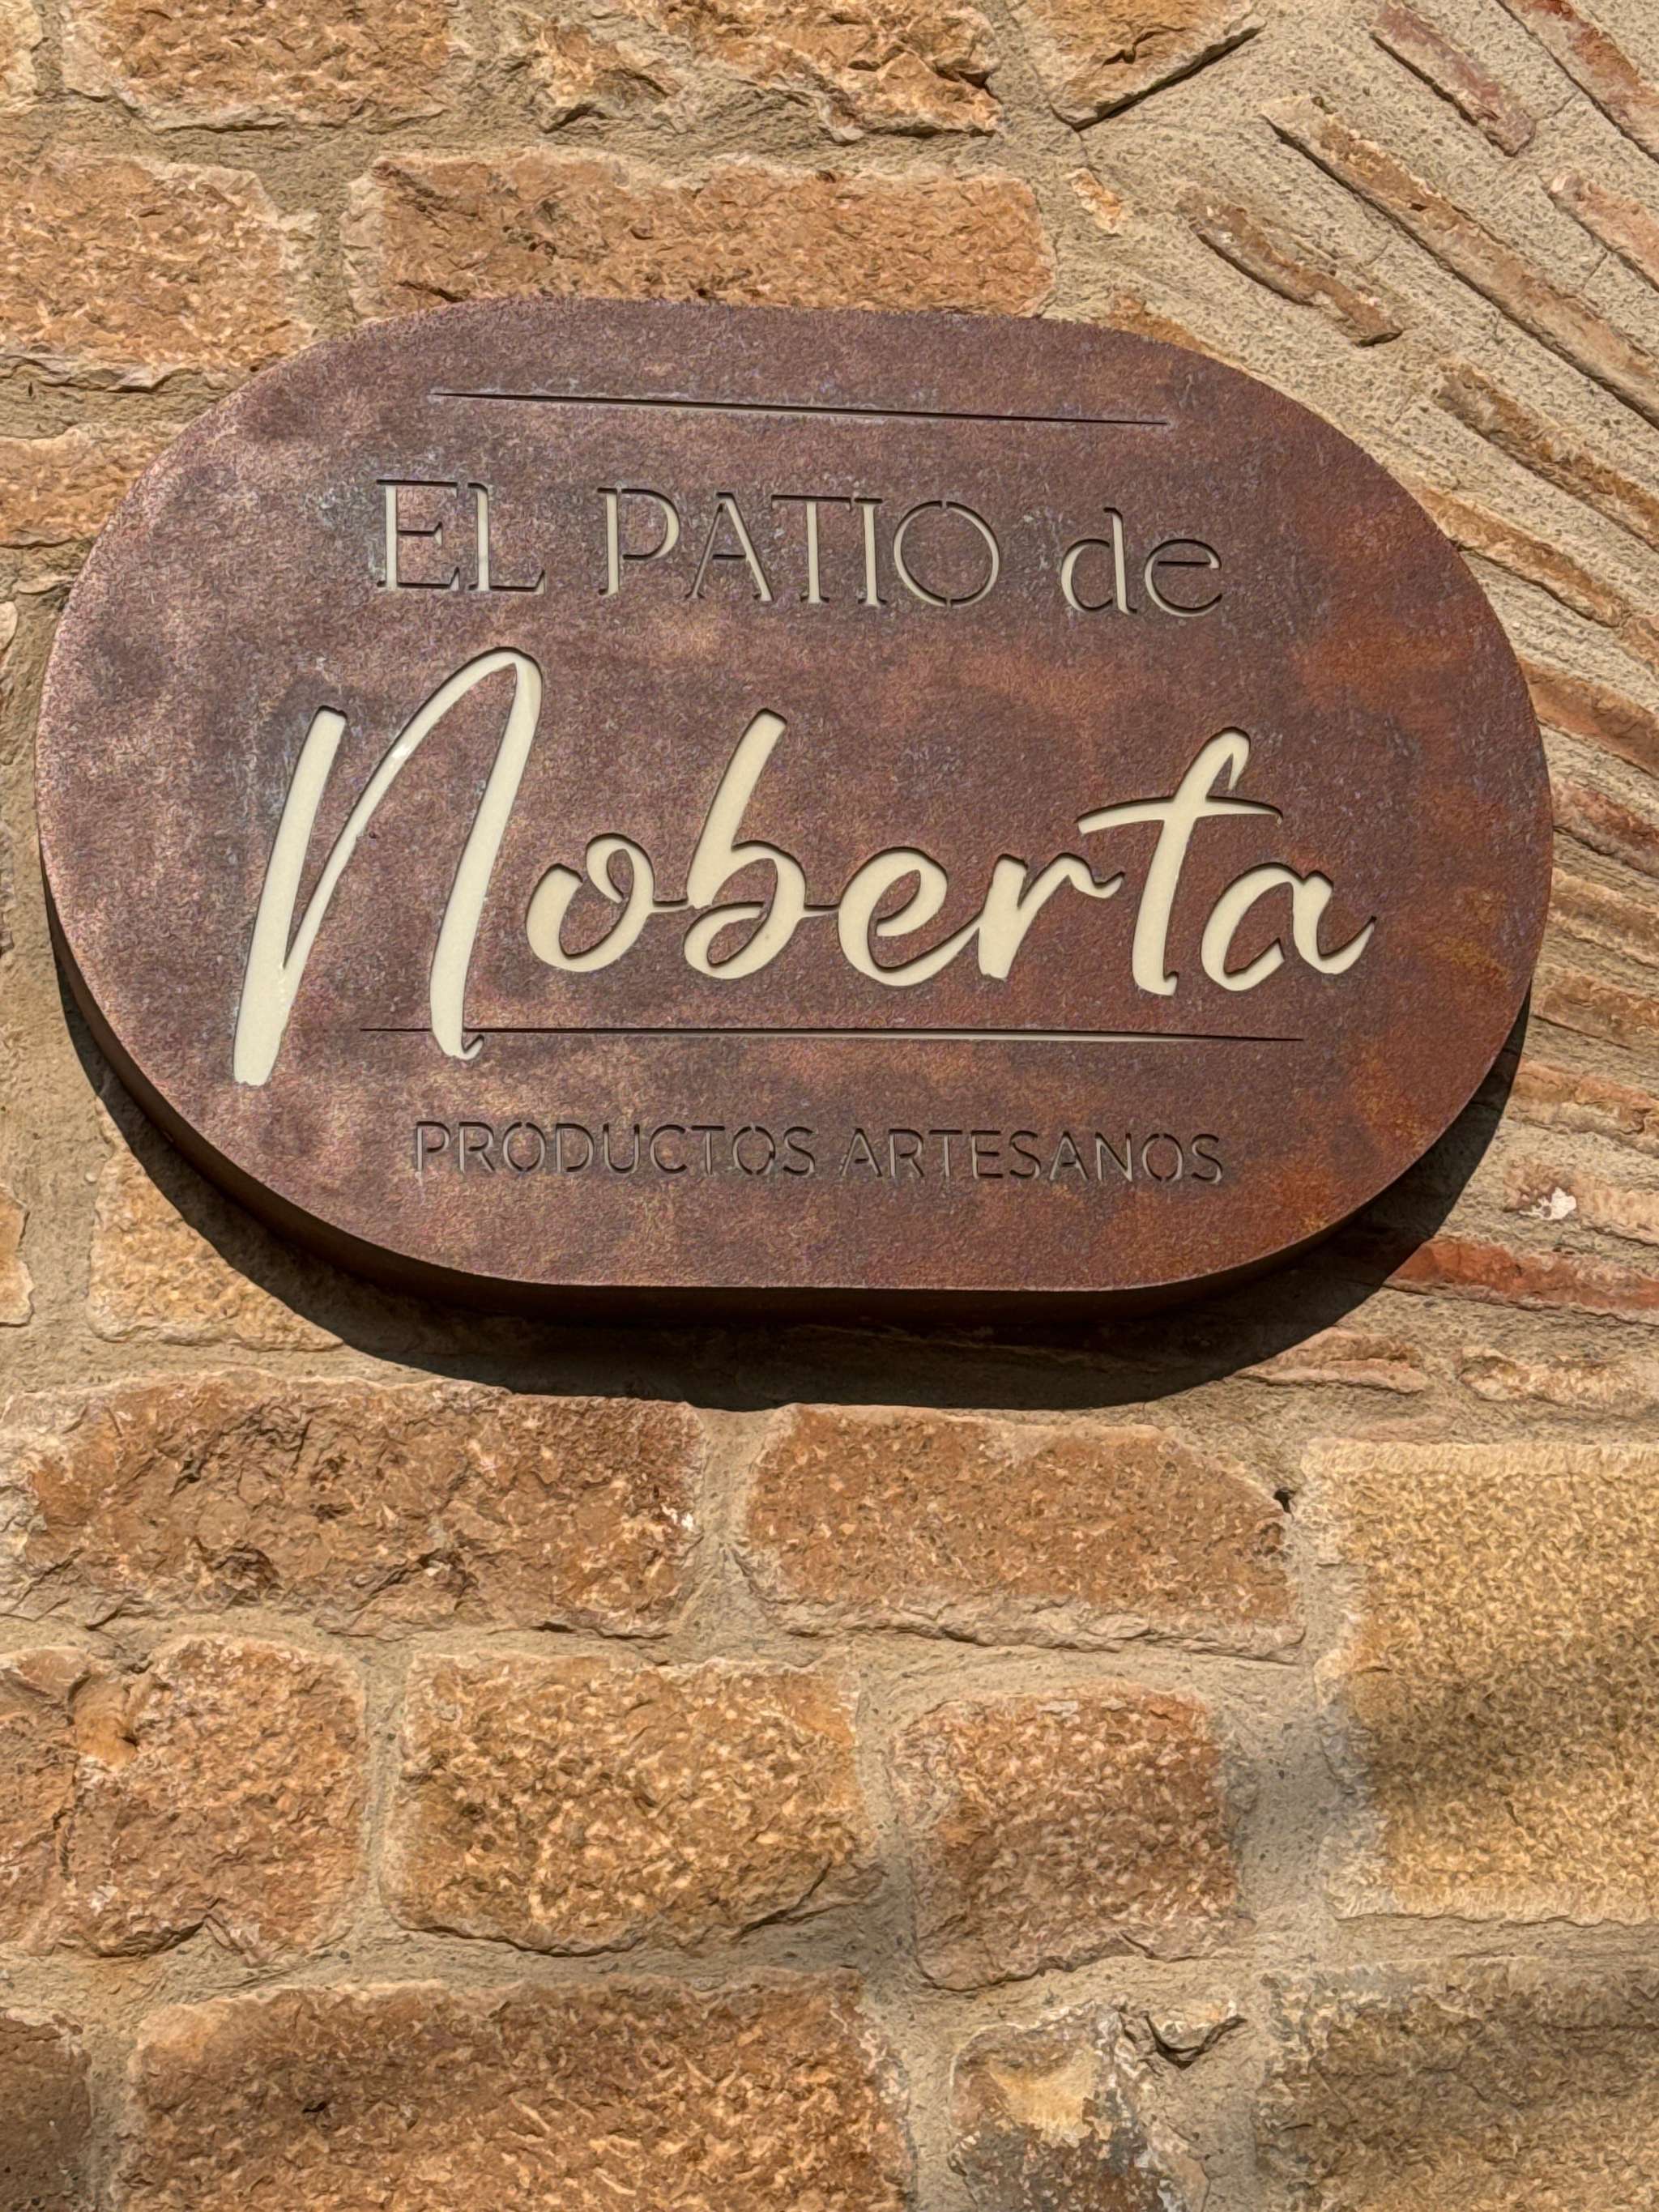 EL PATIO de
Noberta
PRODUCTOS ARTESANOS